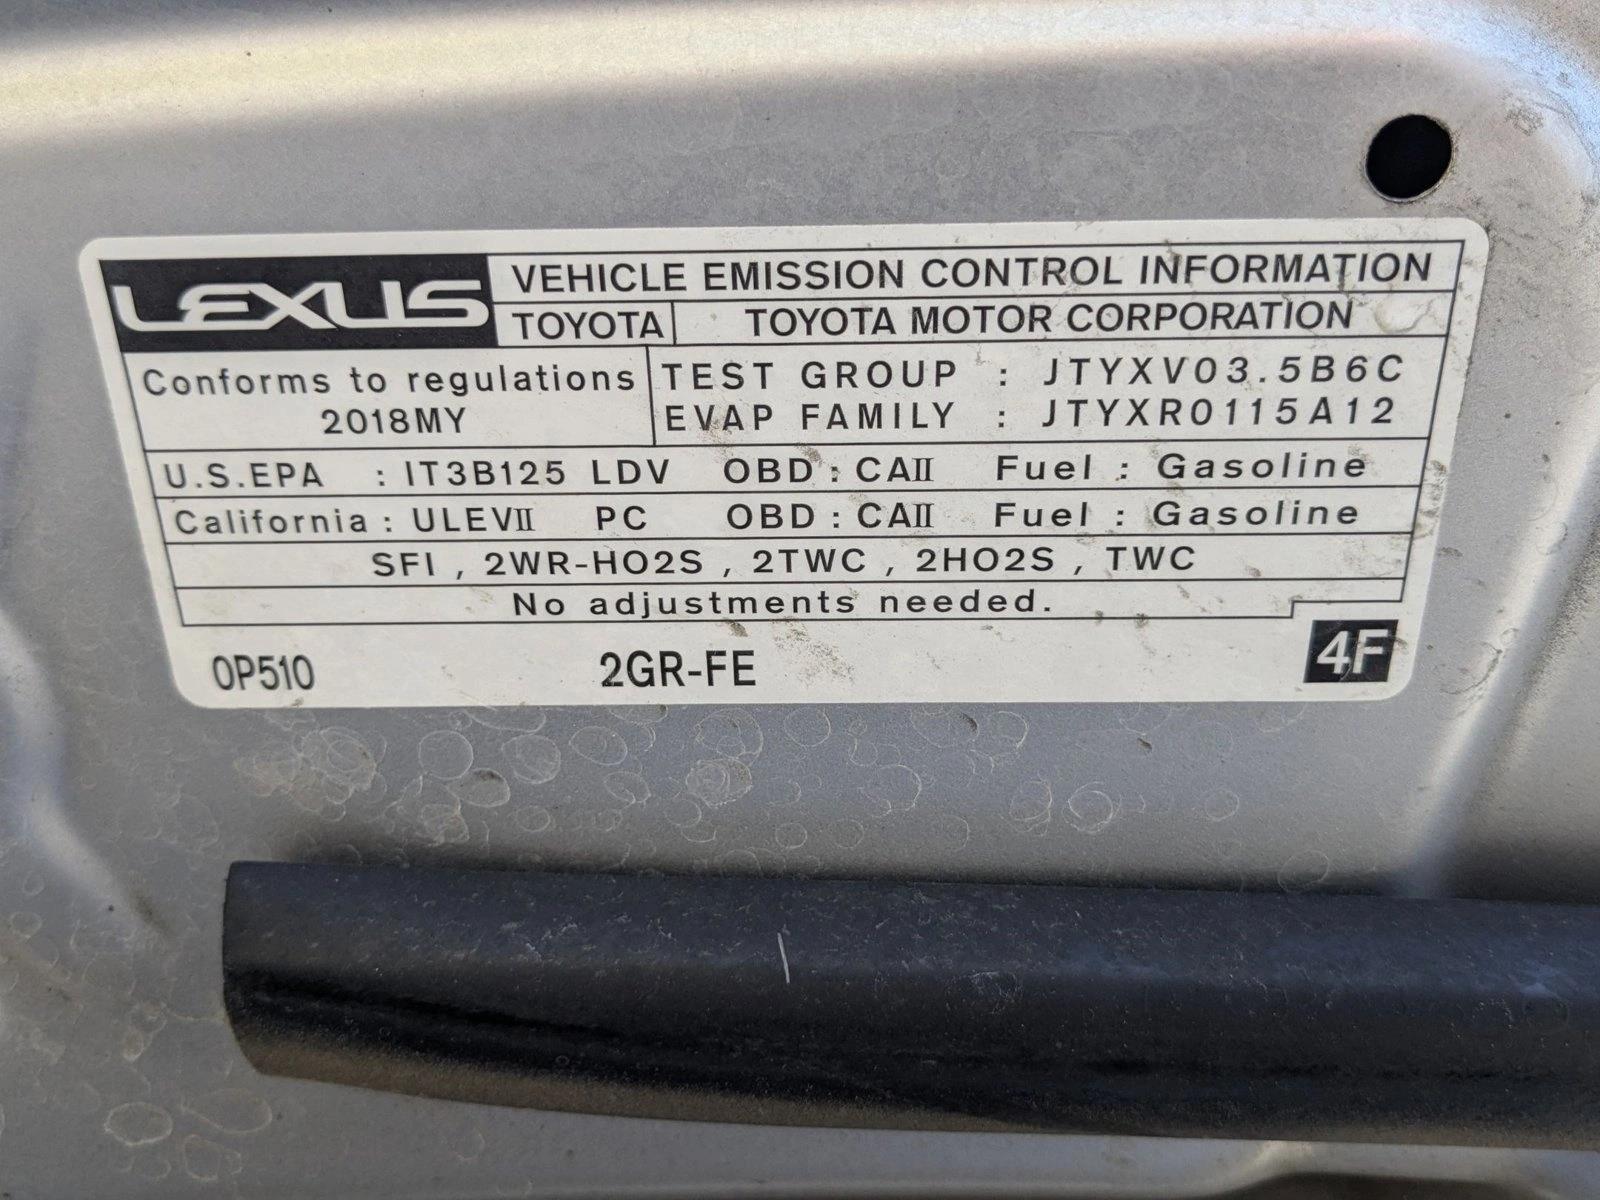 LEXUS VEHICLE EMISSION CONTROL INFORMATION
TOYOTA TOYOTA MOTOR CORPORATION
Conforms to regulations TEST GROUP : JTYXV03.5B6C
2018MY EVAP FAMILY : JTYXR0115A12
U.S.EPA : IT3B125 LDV OBD : CAII Fuel : Gasoline
California : ULEVII PC OBD : CAII Fuel : Gasoline
SFI , 2WR-HO2S , 2TWC , 2HO2S , TWC
No adjustments needed.
0P510 2GR-FE 4F